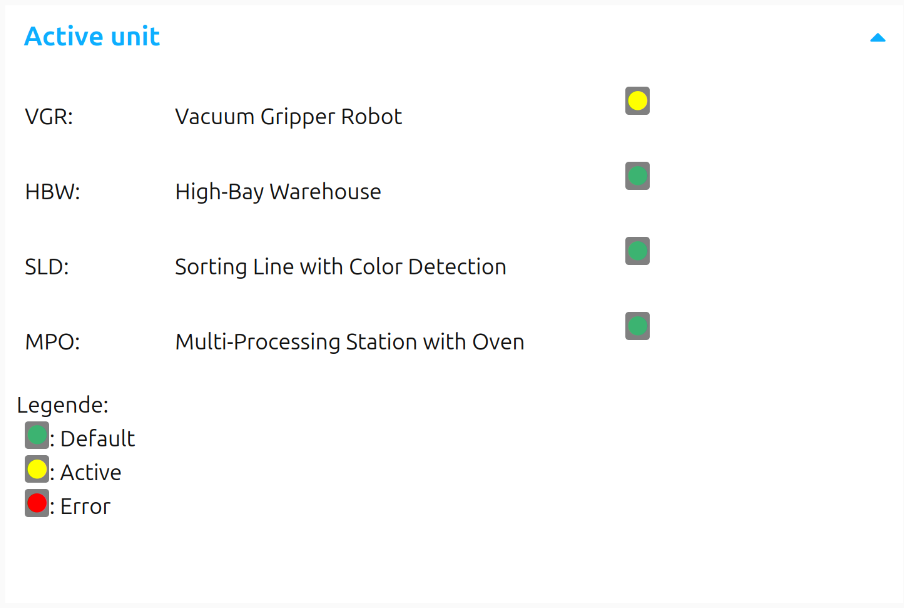 Active unit
VGR: Vacuum Gripper Robot
HBW: High-Bay Warehouse
SLD: Sorting Line with Color Detection
MPO: Multi-Processing Station with Oven
Legende:
: Default
: Active
: Error